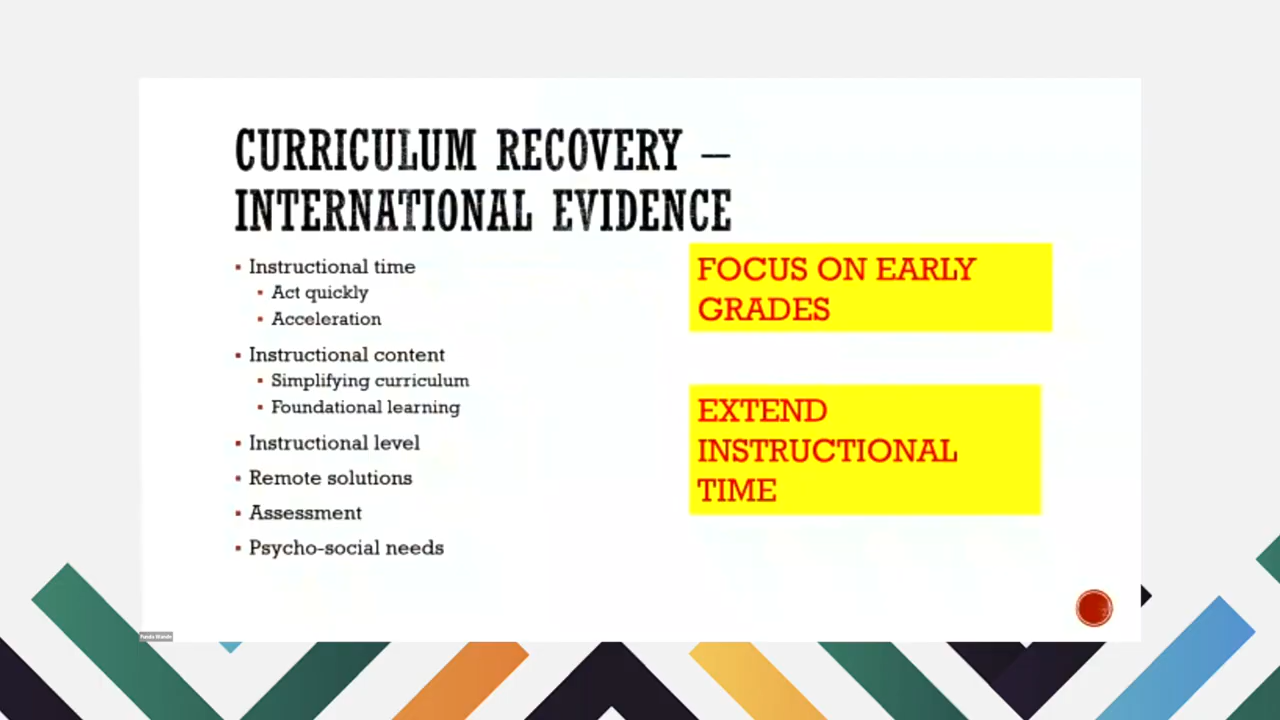 CURRICULUM RECOVERY –
INTERNATIONAL EVIDENCE
Instructional time
Act quickly
Acceleration
Instructional content
Simplifying curriculum
Foundational learning
Instructional level
Remote solutions
Assessment
Psycho-social needs
FOCUS ON EARLY
GRADES
EXTEND
INSTRUCTIONAL
TIME